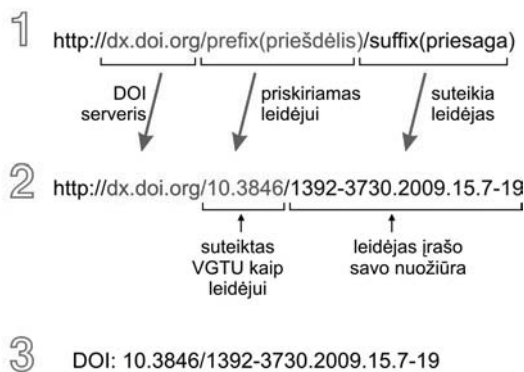 1 http://dx.doi.org/prefix(priešdėlis)/suffix(priesaga)
DOI serveris
priskiriamas leidėjui
suteikia leidėjas
2 http://dx.doi.org/10.3846/1392-3730.2009.15.7-19
suteiktas VGTU kaip leidėjui
leidėjas įrašo savo nuožiūra
3 DOI: 10.3846/1392-3730.2009.15.7-19